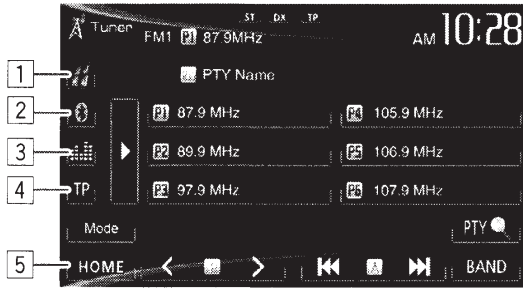 ST DX TP
Tuner FM1 P1 87.9MHz AM 10:28
PTY Name
1
2
3
4
5
P1 87.9 MHz P4 105.9 MHz
P2 89.9 MHz P5 106.9 MHz
P3 97.9 MHz P6 107.9 MHz
TP
Mode PTY
HOME BAND